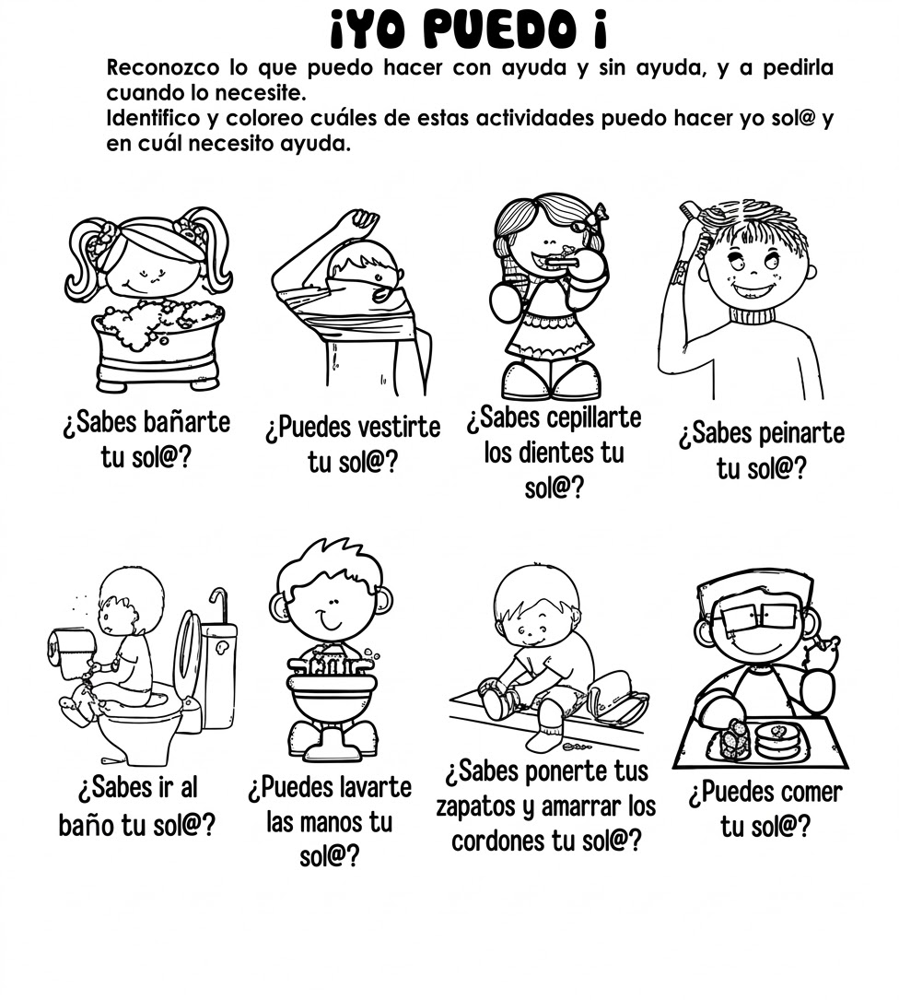 ¡YO PUEDO ¡
Reconozco lo que puedo hacer con ayuda y sin ayuda, y a pedirla
cuando lo necesite.
Identifico y coloreo cuáles de estas actividades puedo hacer yo sol@ y
en cuál necesito ayuda.
¿Sabes bañarte
tu sol@?
¿Puedes vestirte
tu sol@?
¿Sabes cepillarte
los dientes tu
sol@?
¿Sabes peinarte
tu sol@?
¿Sabes ir al
baño tu sol@?
¿Puedes lavarte
las manos tu
sol@?
¿Sabes ponerte tus
zapatos y amarrar los
cordones tu sol@?
¿Puedes comer
tu sol@?